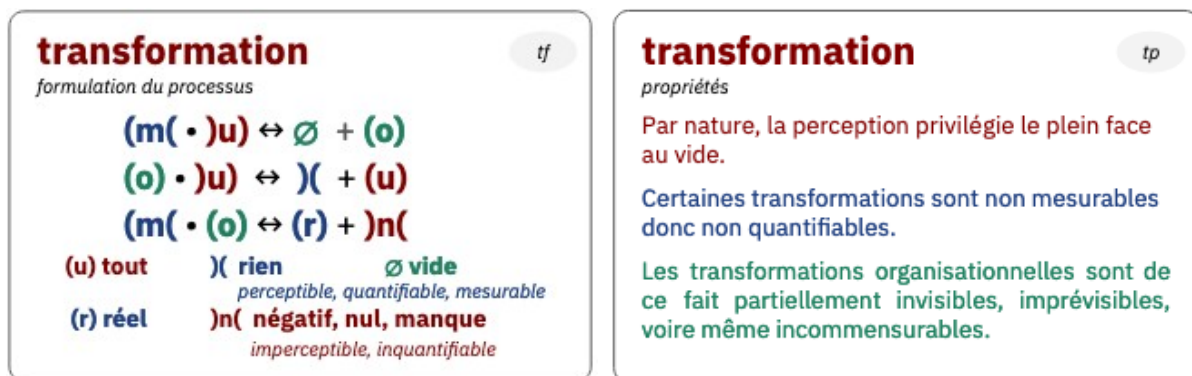 transformation
tf
formulation du processus
(m( • )u) ↔ ∅ + (o)
(o) • )u) ↔ )( + (u)
(m( • (o) ↔ (r) + )n(
(u) tout )( rien ∅ vide
perceptible, quantifiable, mesurable
(r) réel )n( négatif, nul, manque
imperceptible, inquantifiable
transformation
tp
propriétés
Par nature, la perception privilégie le plein face
au vide.
Certaines transformations sont non mesurables
donc non quantifiables.
Les transformations organisationnelles sont de
ce fait partiellement invisibles, imprévisibles,
voire même incommensurables.